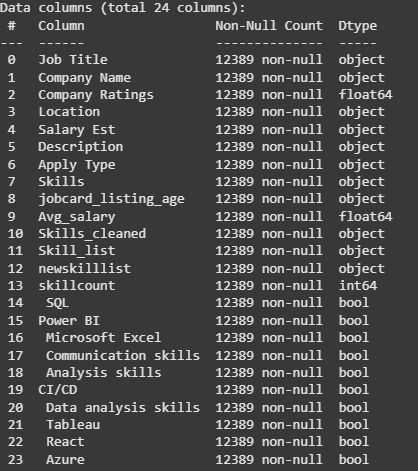 Data columns (total 24 columns):
 #   Column                Non-Null Count  Dtype
---  ------                --------------  -----
 0   Job Title             12389 non-null  object
 1   Company Name          12389 non-null  object
 2   Company Ratings       12389 non-null  float64
 3   Location              12389 non-null  object
 4   Salary Est            12389 non-null  object
 5   Description           12389 non-null  object
 6   Apply Type            12389 non-null  object
 7   Skills                12389 non-null  object
 8   jobcard_listing_age   12389 non-null  object
 9   Avg_salary            12389 non-null  float64
 10  Skills_cleaned        12389 non-null  object
 11  Skill_list            12389 non-null  object
 12  newskilllist          12389 non-null  object
 13  skillcount            12389 non-null  int64
 14   SQL                  12389 non-null  bool
 15  Power BI              12389 non-null  bool
 16   Microsoft Excel      12389 non-null  bool
 17   Communication skills 12389 non-null  bool
 18   Analysis skills      12389 non-null  bool
 19  CI/CD                 12389 non-null  bool
 20   Data analysis skills 12389 non-null  bool
 21   Tableau              12389 non-null  bool
 22   React                12389 non-null  bool
 23   Azure                12389 non-null  bool